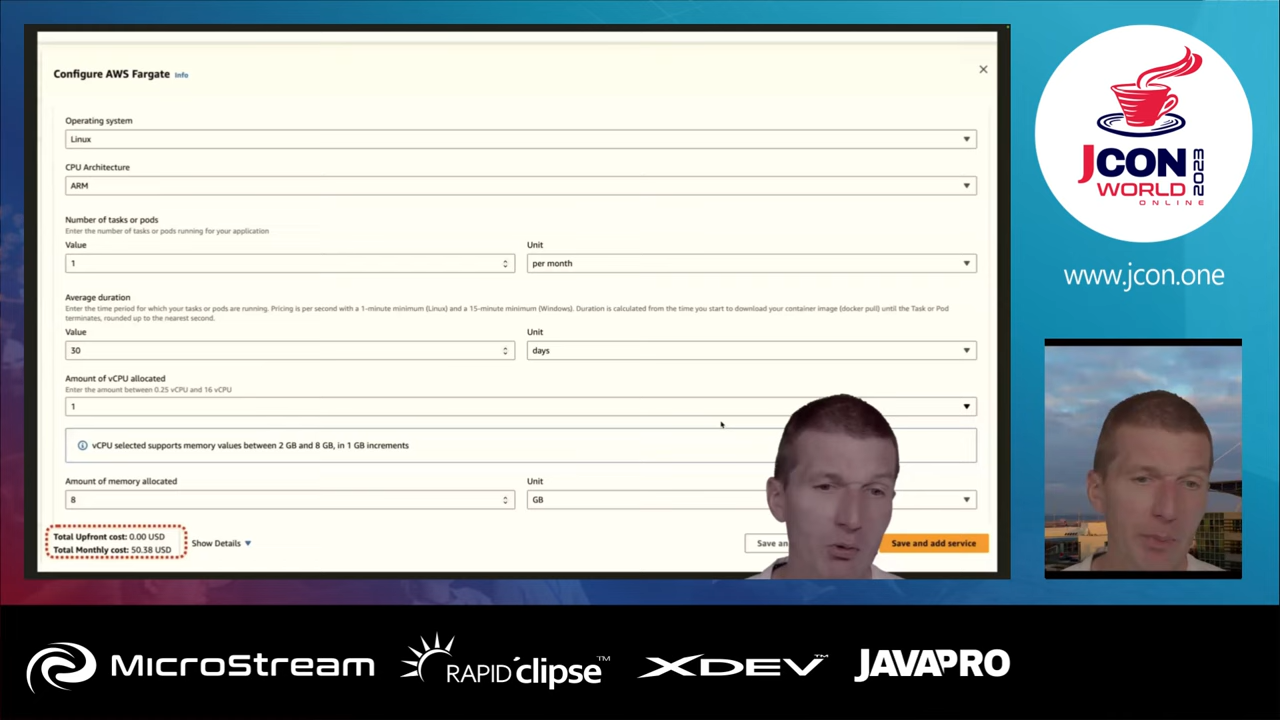 Configure AWS Fargate Info
Operating system
Linux
CPU Architecture
ARM
Number of tasks or pods
Enter the number of tasks or pods running for your application
Value
Unit
1
per month
Average duration
Enter the time period for which your tasks or pods are running. Pricing is per second with a 1-minute minimum (Linux) and a 15-minute minimum (Windows). Duration is calculated from the time you start to download your container image (docker pull) until the Task or Pod
terminates, rounded up to the nearest second.
Value
Unit
30
days
Amount of vCPU allocated
Enter the amount between 0.25 vCPU and 16 vCPU
1
vCPU selected supports memory values between 2 GB and 8 GB, in 1 GB increments
Amount of memory allocated
Unit
8
GB
Total Upfront cost: 0.00 USD
Total Monthly cost: 50.38 USD
Show Details
Save an
Save and add service
JCON
WORLD
ONLINE
2023
www.jcon.one
MICROSTREAM
RAPID'clipse™
XDEV™
JAVAPRO